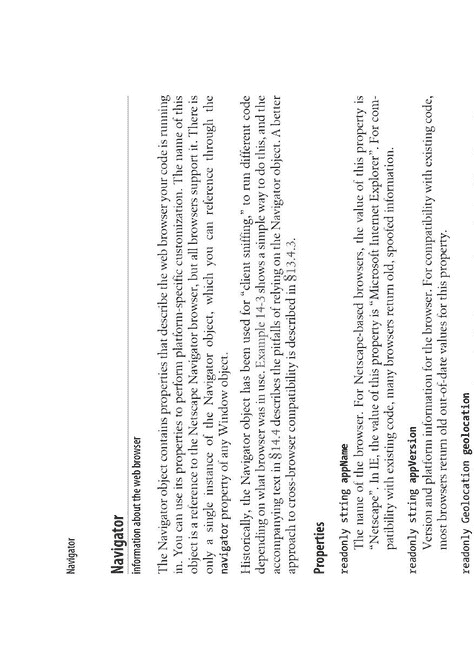 Navigator
Navigator
information about the web browser
The Navigator object contains properties that describe the web browser your code is running
in. You can use its properties to perform platform-specific customization. The name of this
object is a reference to the Netscape Navigator browser, but all browsers support it. There is
only a single instance of the Navigator object, which you can reference through the
navigator property of any Window object.
Historically, the Navigator object has been used for “client sniffing,” to run different code
depending on what browser was in use. Example 14-3 shows a simple way to do this, and the
accompanying text in §14.4 describes the pitfalls of relying on the Navigator object. A better
approach to cross-browser compatibility is described in §13.4.3.
Properties
readonly string appName
The name of the browser. For Netscape-based browsers, the value of this property is
“Netscape”. In IE, the value of this property is “Microsoft Internet Explorer”. For com-
patibility with existing code, many browsers return old, spoofed information.
readonly string appVersion
Version and platform information for the browser. For compatibility with existing code,
most browsers return old out-of-date values for this property.
readonly Geolocation geolocation